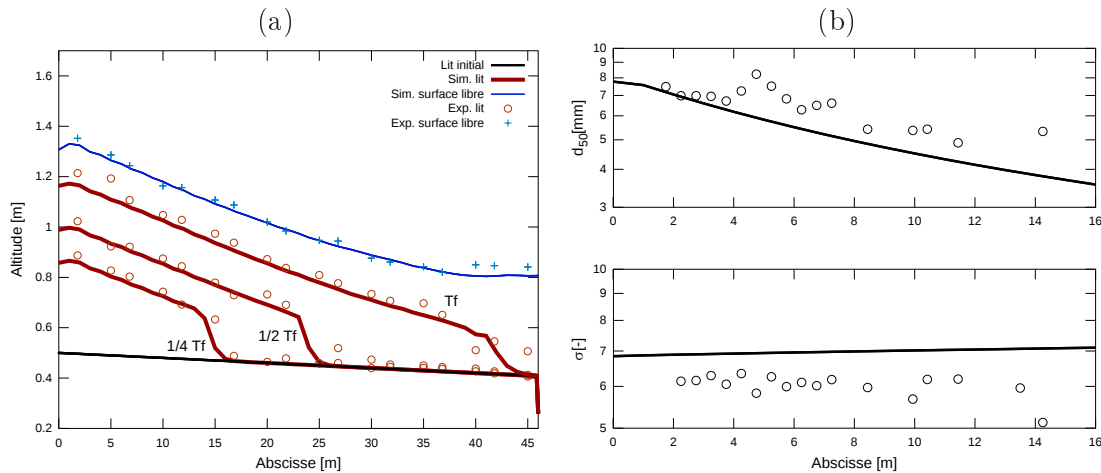 (a)
Lit initial
Sim. lit
Sim. surface libre
Exp. lit
Exp. surface libre
1.6
1.4
1.2
1
0.8
0.6
0.4
0.2
Altitude [m]
Tf
1/2 Tf
1/4 Tf
0 5 10 15 20 25 30 35 40 45
Abscisse [m]
(b)
10
9
8
7
6
5
4
3
d50[mm]
0 2 4 6 8 10 12 14 16
10
9
8
7
6
5
σ[-]
0 2 4 6 8 10 12 14 16
Abscisse [m]